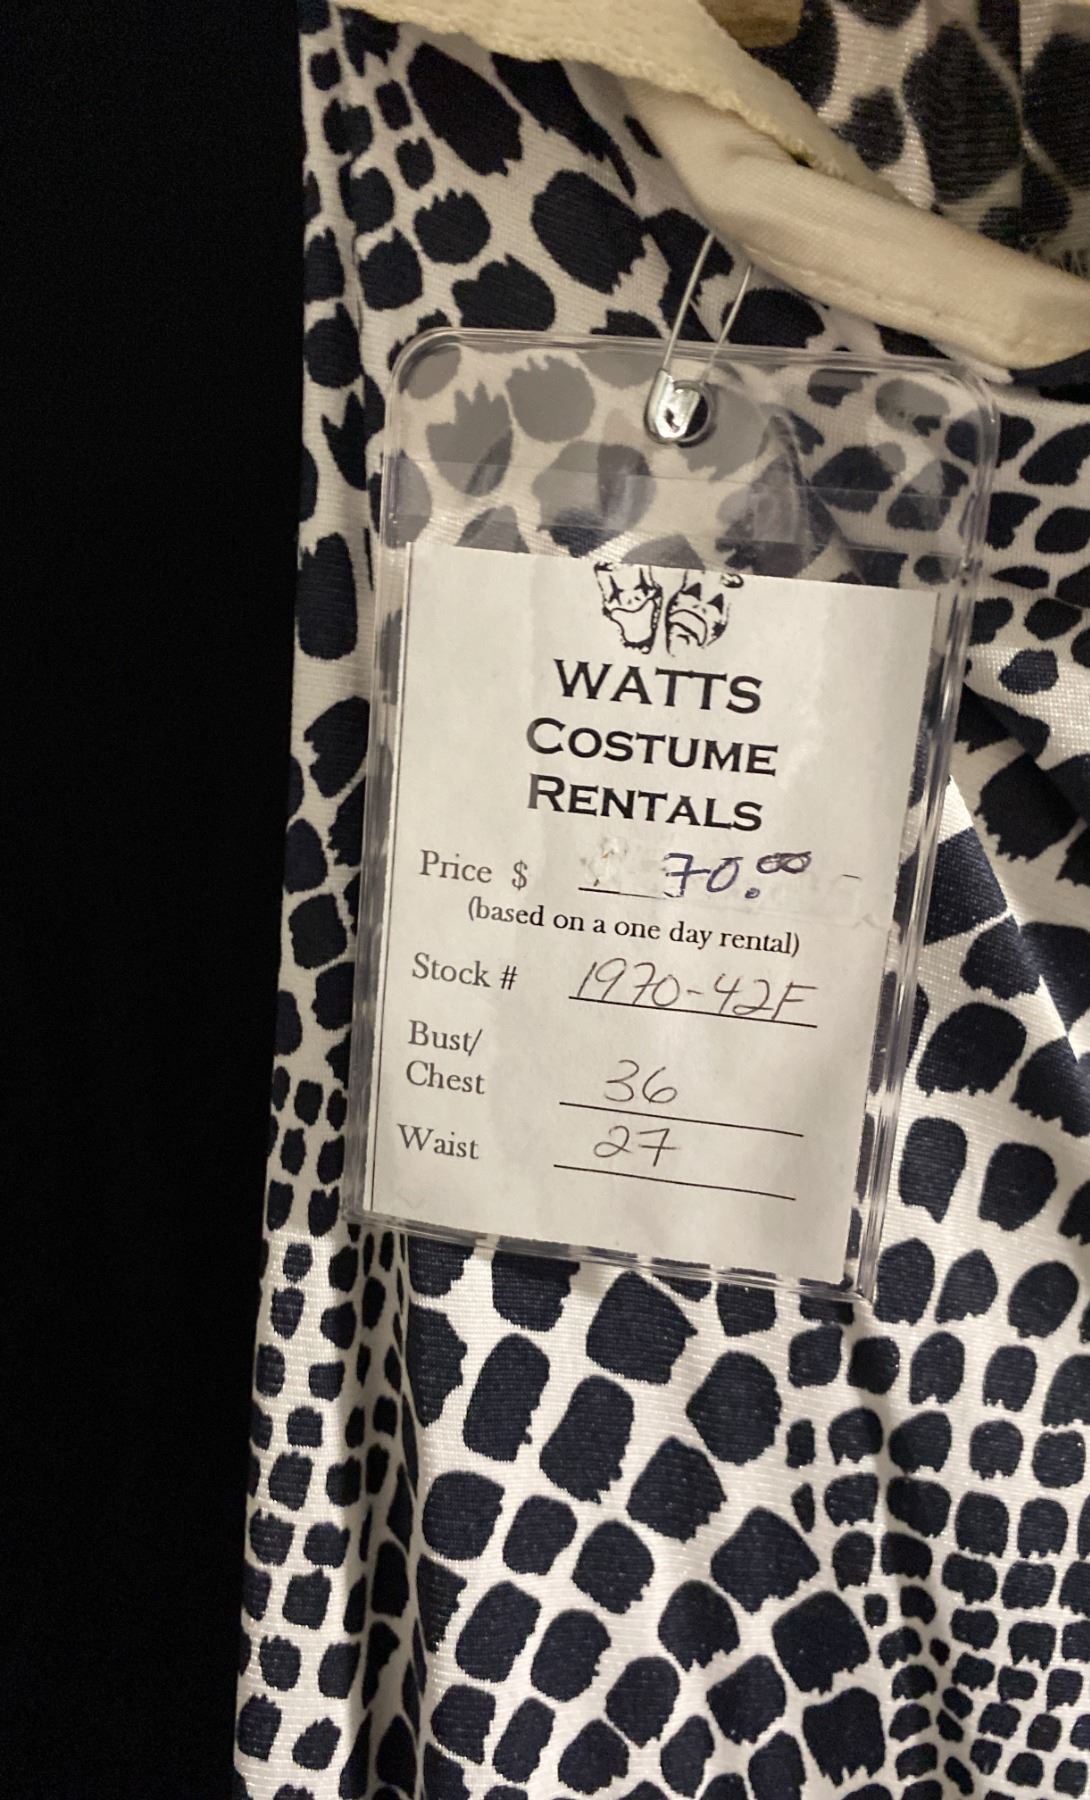 WATTS
COSTUME
RENTALS
Price $ 70.00
(based on a one day rental)
Stock # 1970-42F
Bust/
Chest 36
Waist 27